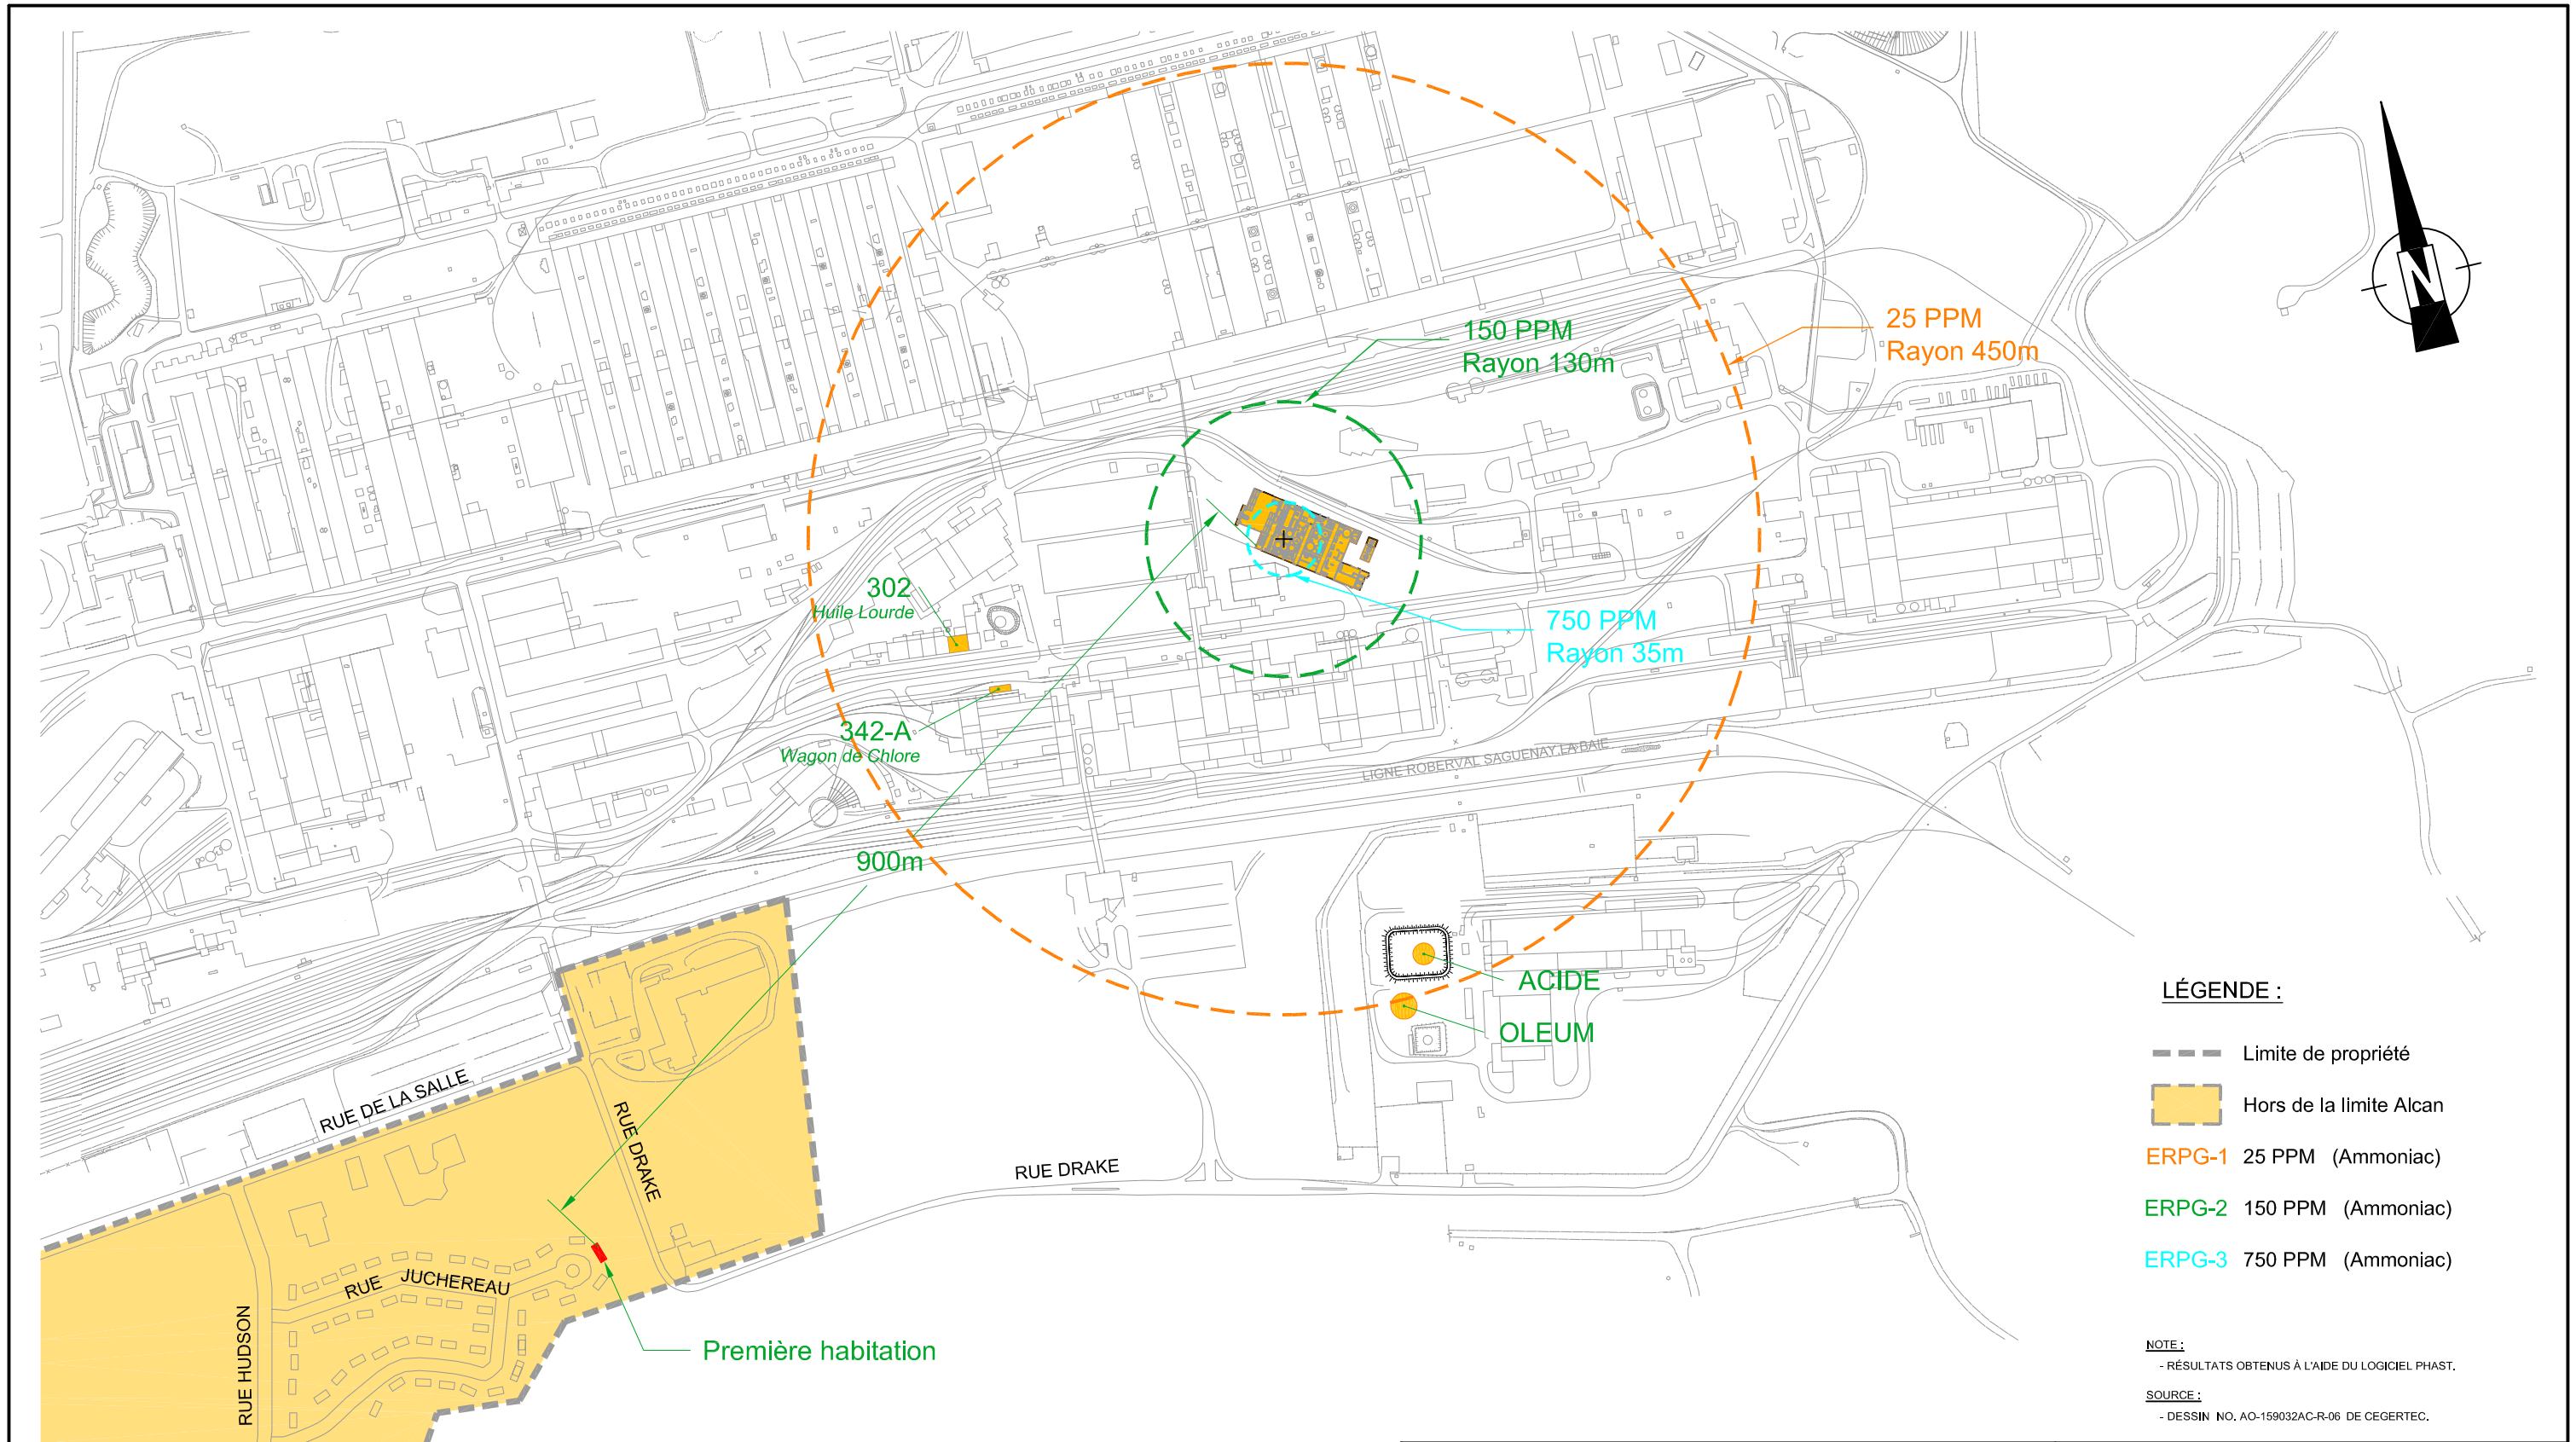 150 PPM
Rayon 130m
25 PPM
Rayon 450m
N
302
Huile Lourde
750 PPM
Rayon 35m
342-A
Wagon de Chlore
LIGNE ROBERVAL SAGUENAY LA BAIE
900m
ACIDE
OLEUM
RUE DE LA SALLE
RUE DRAKE
RUE DRAKE
RUE JUCHEREAU
RUE HUDSON
Première habitation
LÉGENDE :
Limite de propriété
Hors de la limite Alcan
ERPG-1 25 PPM (Ammoniac)
ERPG-2 150 PPM (Ammoniac)
ERPG-3 750 PPM (Ammoniac)
NOTE :
- RÉSULTATS OBTENUS À L'AIDE DU LOGICIEL PHAST.
SOURCE :
- DESSIN NO. AO-159032AC-R-06 DE CEGERTEC.